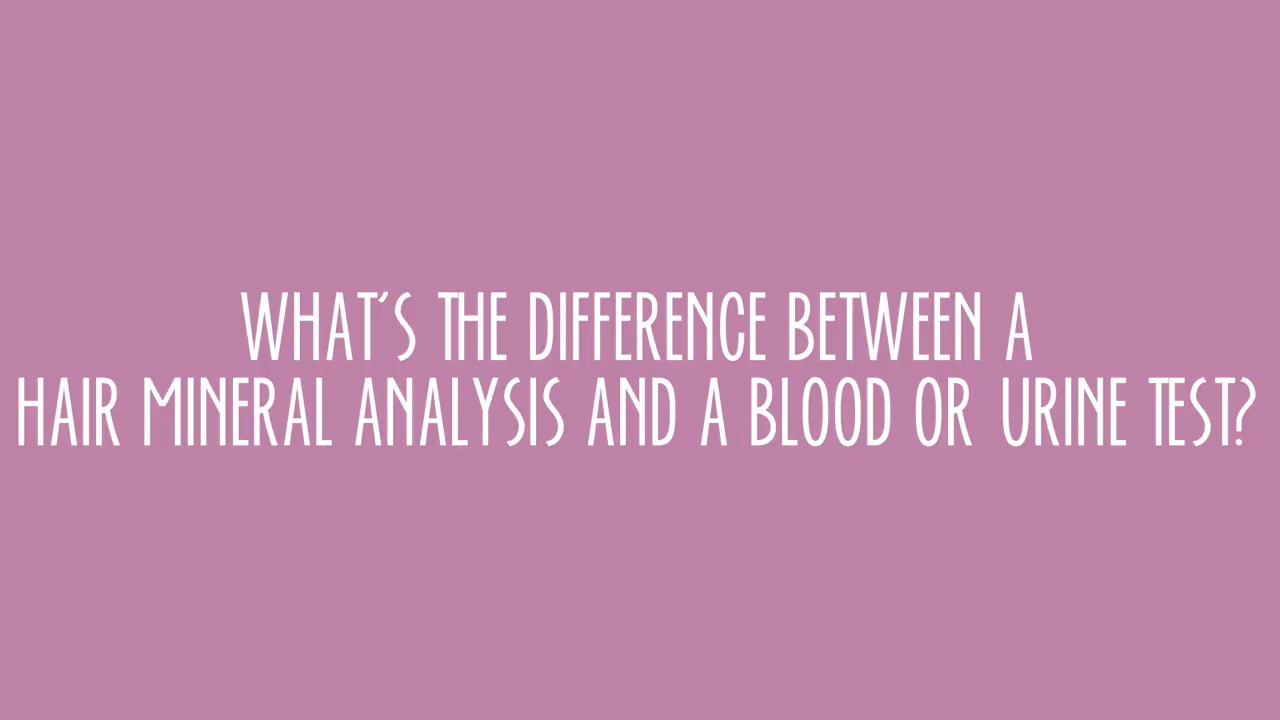 WHAT'S THE DIFFERENCE BETWEEN A
HAIR MINERAL ANALYSIS AND A BLOOD OR URINE TEST?